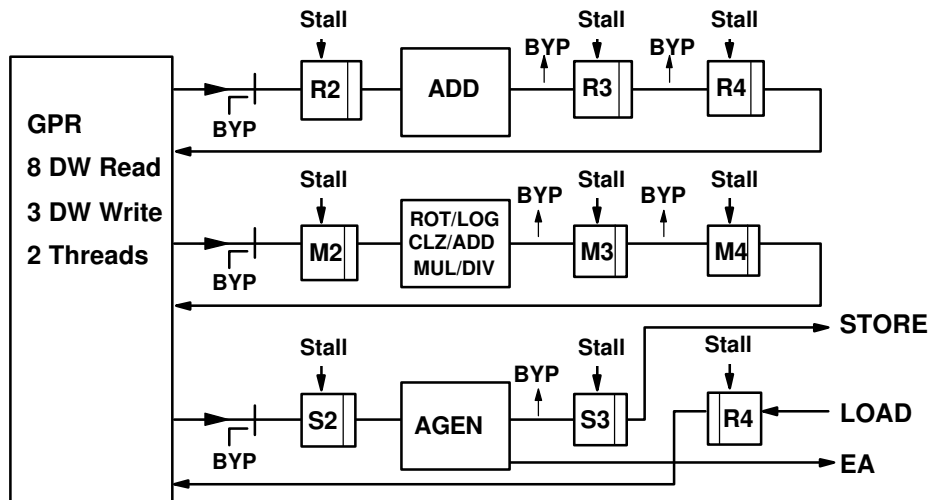 Stall
BYP
Stall
BYP
Stall
R2
ADD
R3
R4
BYP
GPR
8 DW Read
3 DW Write
2 Threads
Stall
BYP
Stall
BYP
Stall
M2
ROT/LOG
CLZ/ADD
MUL/DIV
M3
M4
BYP
STORE
Stall
BYP
Stall
Stall
S2
AGEN
S3
R4
LOAD
BYP
EA